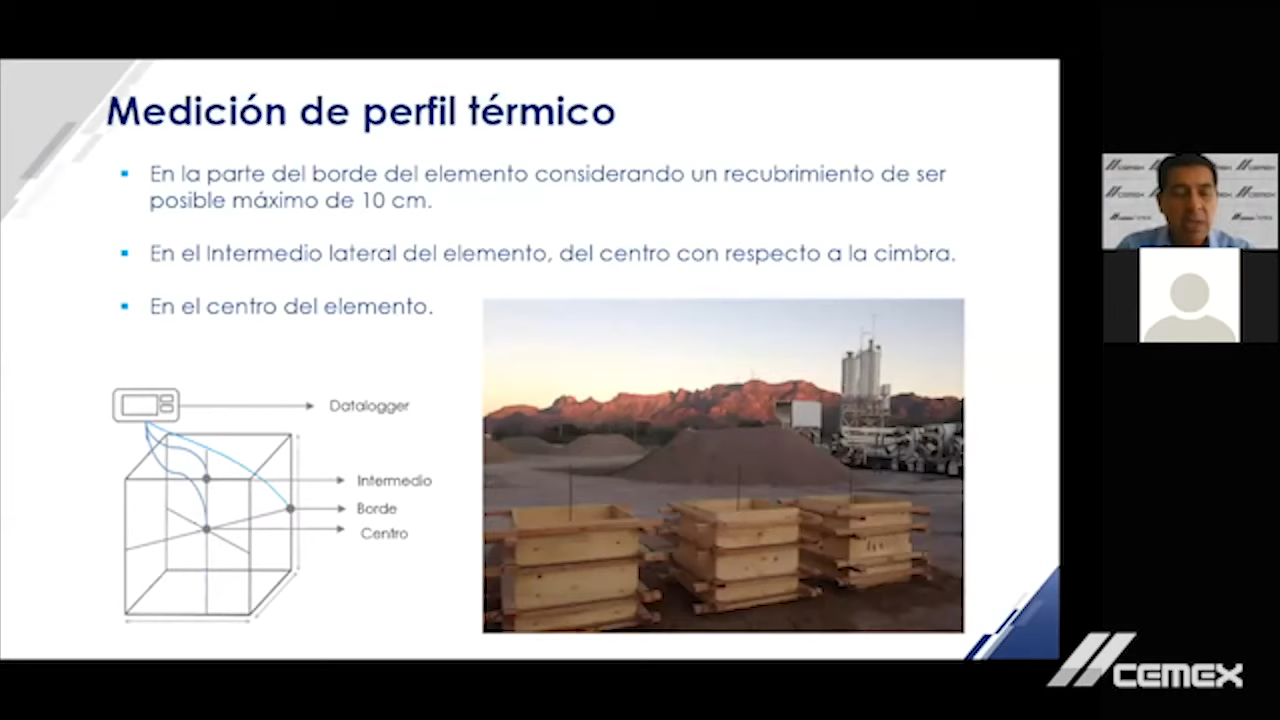 Medición de perfil térmico
En la parte del borde del elemento considerando un recubrimiento de ser
posible máximo de 10 cm.
En el Intermedio lateral del elemento, del centro con respecto a la cimbra.
En el centro del elemento.
Datalogger
Intermedio
Borde
Centro
CEMEX